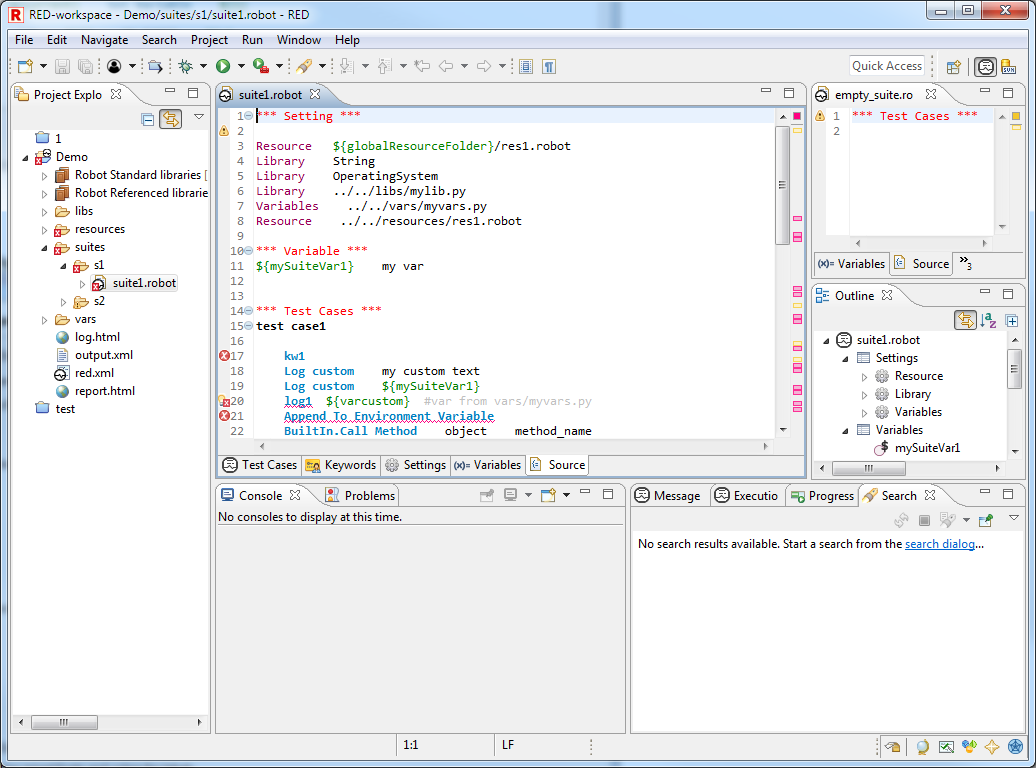 RED-workspace - Demo/suites/s1/suite1.robot - RED
File Edit Navigate Search Project Run Window Help
Quick Access
Project Explo
1
Demo
Robot Standard libraries [
Robot Referenced librarie
libs
resources
suites
s1
suite1.robot
s2
vars
log.html
output.xml
red.xml
report.html
test
suite1.robot
1 *** Setting ***
2
3 Resource ${globalResourceFolder}/res1.robot
4 Library String
5 Library OperatingSystem
6 Library ../../libs/mylib.py
7 Variables ../../vars/myvars.py
8 Resource ../../resources/res1.robot
9
10 *** Variable ***
11 ${mySuiteVar1} my var
12
13
14 *** Test Cases ***
15 test case1
16
17 kw1
18 Log custom my custom text
19 Log custom ${mySuiteVar1}
20 log1 ${varcustom} #var from vars/myvars.py
21 Append To Environment Variable
22 BuiltIn.Call Method object method_name
Test Cases Keywords Settings Variables Source
empty_suite.ro
1 *** Test Cases ***
2
(x)= Variables Source »3
Outline
suite1.robot
Settings
Resource
Library
Variables
Variables
mySuiteVar1
Console Problems
No consoles to display at this time.
Message Executio Progress Search
No search results available. Start a search from the search dialog...
1:1 LF